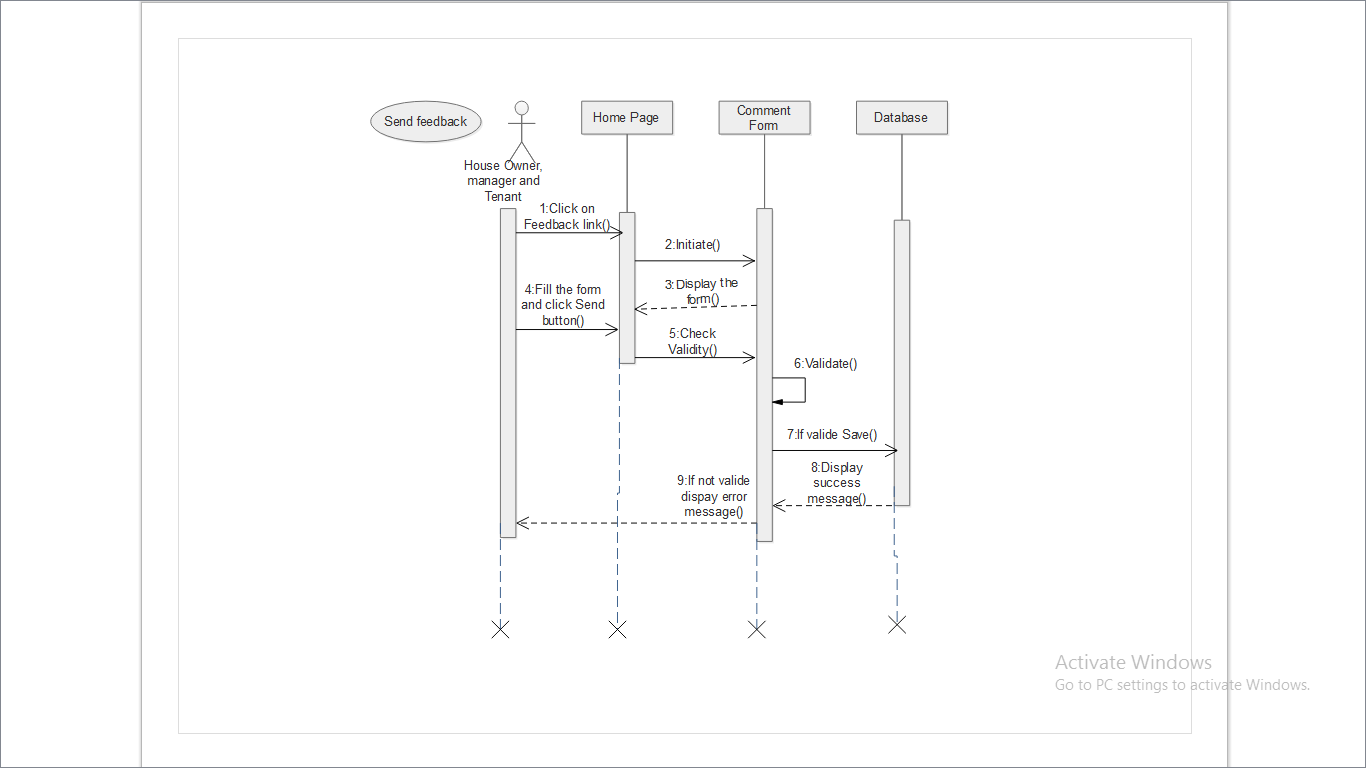 Send feedback
House Owner,
manager and
Tenant
Home Page
Comment
Form
Database
1:Click on
Feedback link()
2:Initiate()
3:Display the
form()
4:Fill the form
and click Send
button()
5:Check
Validity()
6:Validate()
7:If valide Save()
8:Display
success
message()
9:If not valide
dispay error
message()
Activate Windows
Go to PC settings to activate Windows.